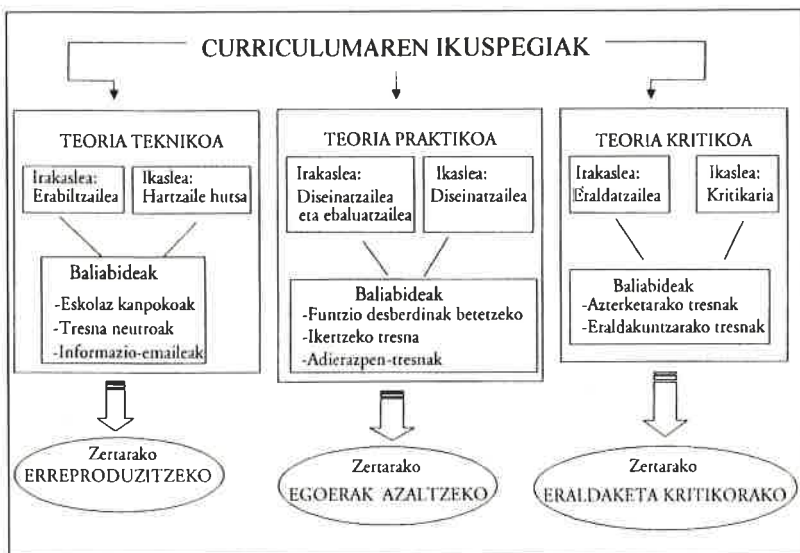 CURRICULUMAREN IKUSPEGIAK
TEORIA TEKNIKOA
Irakaslea:
Erabiltzailea
Ikaslea:
Hartzaile hutsa
Baliabideak
-Eskolaz kanpokoak
-Tresna neutroak
-Informazio-emaileak
Zertarako
ERREPRODUZITZEKO
TEORIA PRAKTIKOA
Irakaslea:
Diseinatzailea
eta ebaluatzailea
Ikaslea:
Diseinatzailea
Baliabideak
-Funtzio desberdinak betetzeko
-Ikertzeko tresna
-Adierazpen-tresnak
Zertarako
EGOERAK AZALTZEKO
TEORIA KRITIKOA
Irakaslea:
Eraldatzailea
Ikaslea:
Kritikaria
Baliabideak
-Azterketarako tresnak
-Eraldakuntzarako tresnak
Zertarako
ERALDAKETA KRITIKORAKO